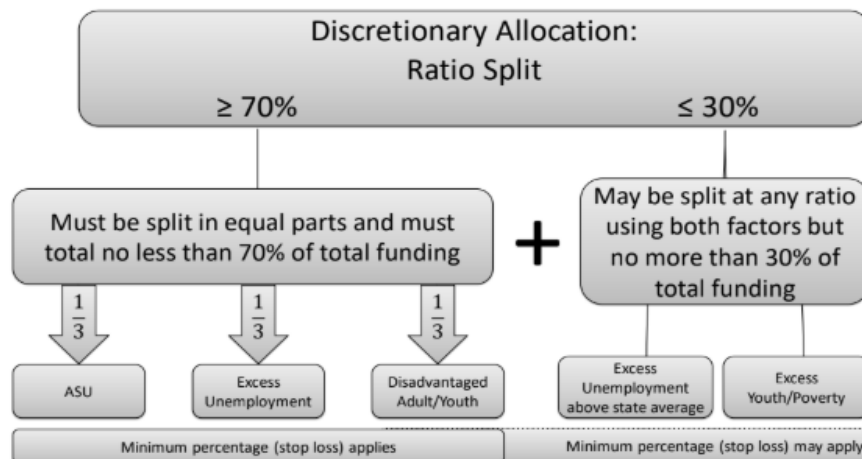 Discretionary Allocation:
Ratio Split
≥ 70%
≤ 30%
Must be split in equal parts and must
total no less than 70% of total funding
+
May be split at any ratio
using both factors but
no more than 30% of
total funding
1/3
1/3
1/3
ASU
Excess
Unemployment
Disadvantaged
Adult/Youth
Excess
Unemployment
above state average
Excess
Youth/Poverty
Minimum percentage (stop loss) applies
Minimum percentage (stop loss) may apply